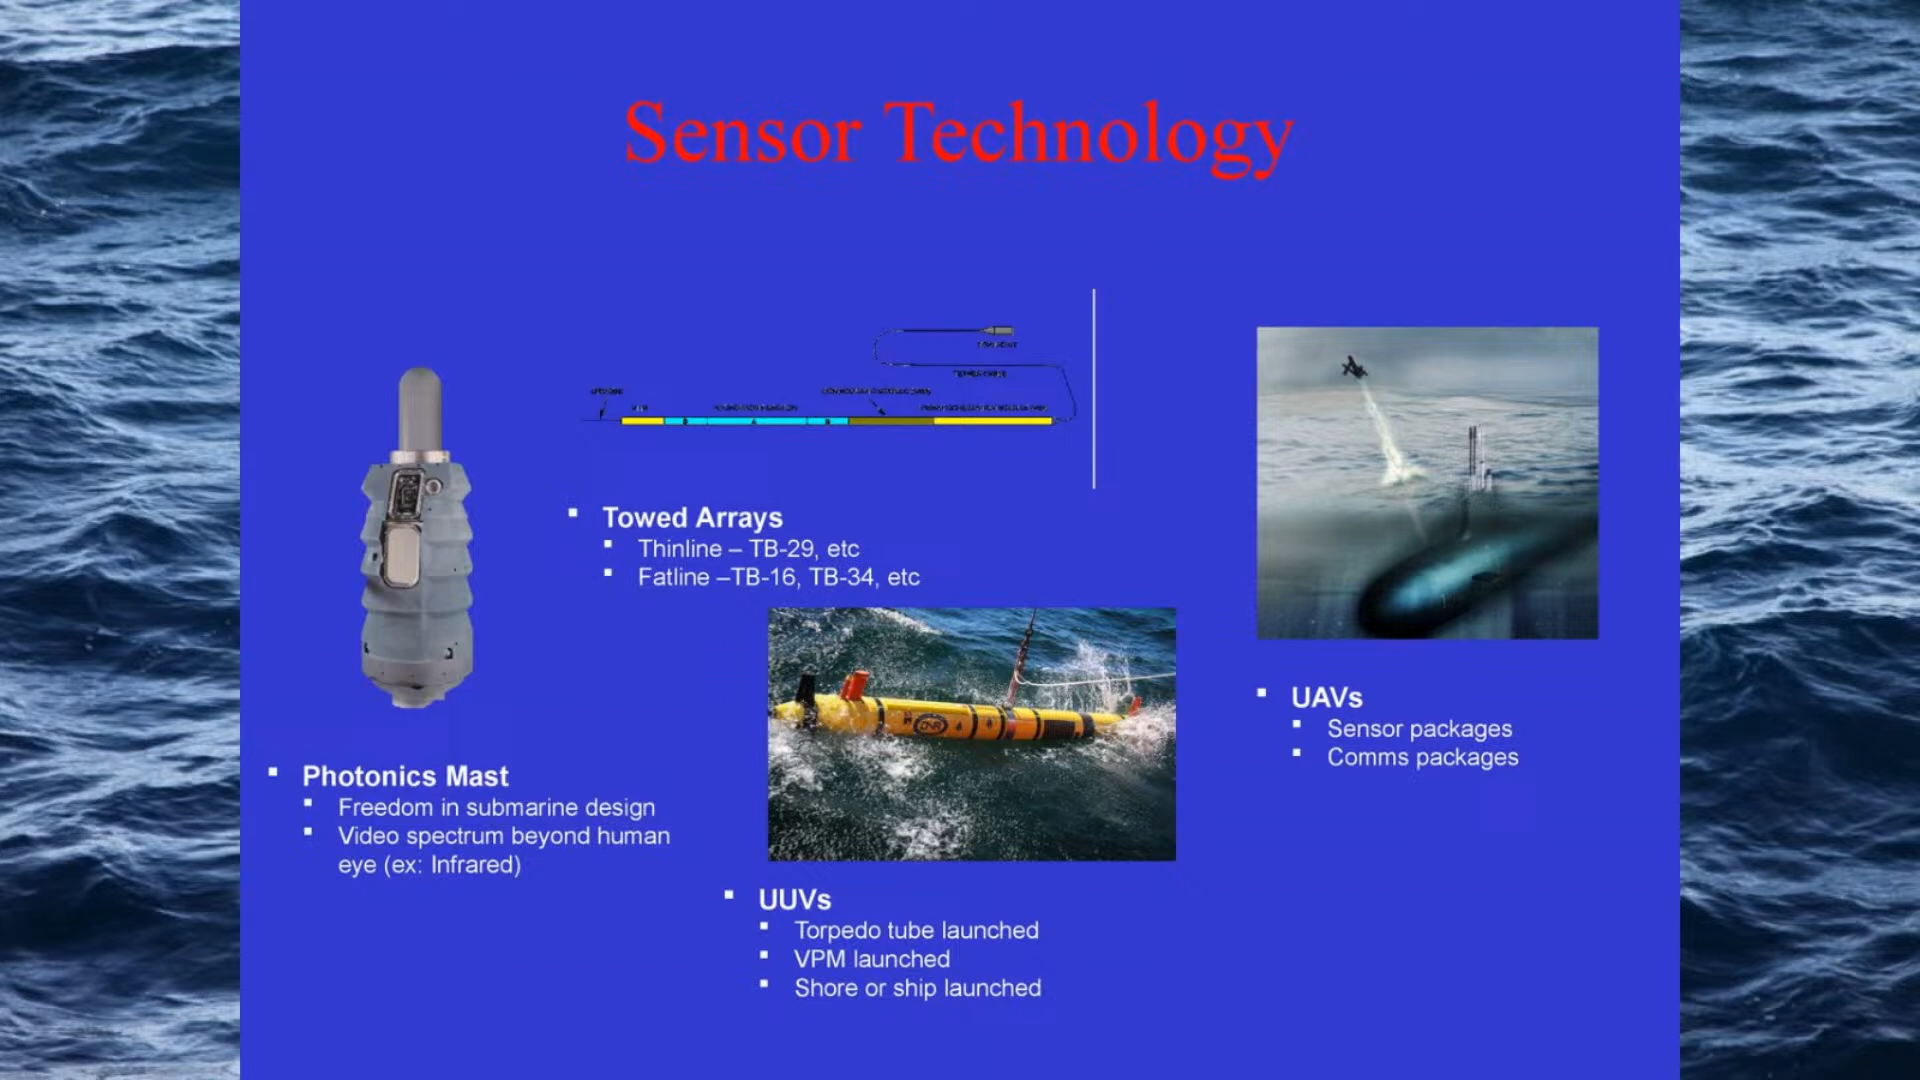 Sensor Technology
Towed Arrays
Thinline – TB-29, etc
Fatline –TB-16, TB-34, etc
Photonics Mast
Freedom in submarine design
Video spectrum beyond human
eye (ex: Infrared)
UUVs
Torpedo tube launched
VPM launched
Shore or ship launched
UAVs
Sensor packages
Comms packages